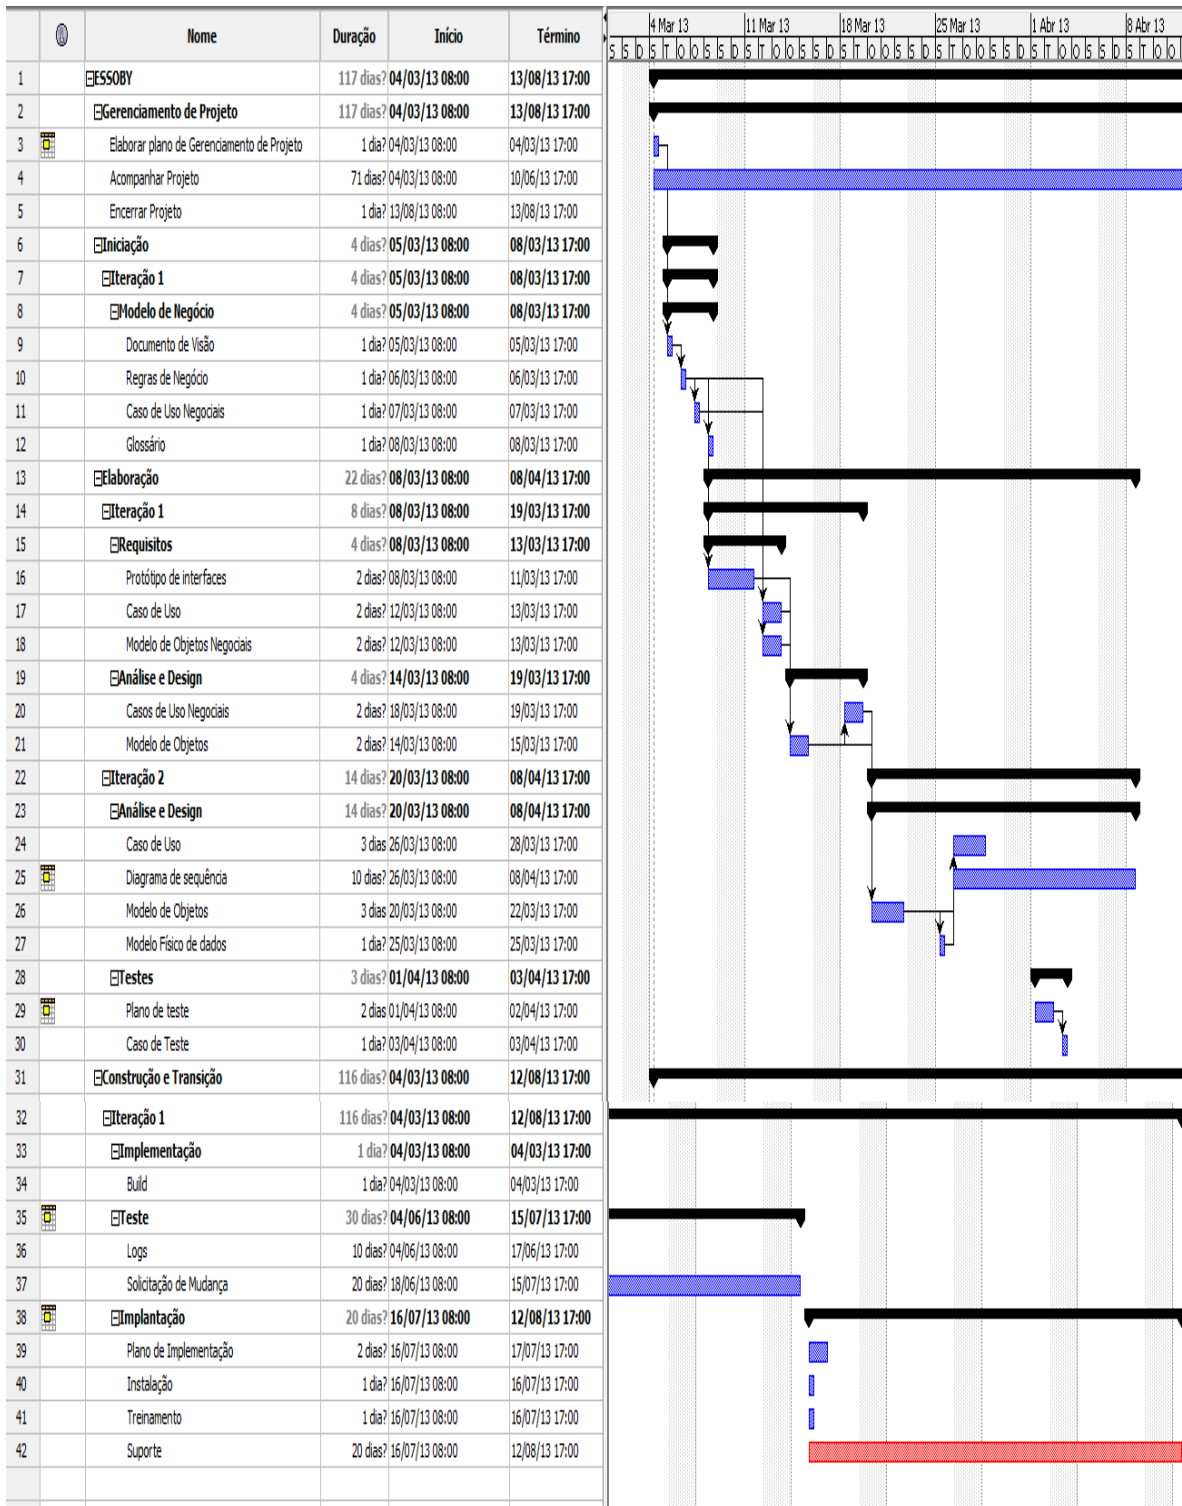 Nome Duração Início Término
4 Mar 13 11 Mar 13 18 Mar 13 25 Mar 13 1 Abr 13 8 Abr 13
S S D S T Q Q S S D S T Q Q S S D S T Q Q S S D S T Q Q S S D S T Q Q S S D S T Q Q
1 ESSOBY 117 dias? 04/03/13 08:00 13/08/13 17:00
2 Gerenciamento de Projeto 117 dias? 04/03/13 08:00 13/08/13 17:00
3 Elaborar plano de Gerenciamento de Projeto 1 dia? 04/03/13 08:00 04/03/13 17:00
4 Acompanhar Projeto 71 dias? 04/03/13 08:00 10/06/13 17:00
5 Encerrar Projeto 1 dia? 13/08/13 08:00 13/08/13 17:00
6 Iniciação 4 dias? 05/03/13 08:00 08/03/13 17:00
7 Iteração 1 4 dias? 05/03/13 08:00 08/03/13 17:00
8 Modelo de Negócio 4 dias? 05/03/13 08:00 08/03/13 17:00
9 Documento de Visão 1 dia? 05/03/13 08:00 05/03/13 17:00
10 Regras de Negócio 1 dia? 06/03/13 08:00 06/03/13 17:00
11 Caso de Uso Negociais 1 dia? 07/03/13 08:00 07/03/13 17:00
12 Glossário 1 dia? 08/03/13 08:00 08/03/13 17:00
13 Elaboração 22 dias? 08/03/13 08:00 08/04/13 17:00
14 Iteração 1 8 dias? 08/03/13 08:00 19/03/13 17:00
15 Requisitos 4 dias? 08/03/13 08:00 13/03/13 17:00
16 Protótipo de interfaces 2 dias? 08/03/13 08:00 11/03/13 17:00
17 Caso de Uso 2 dias? 12/03/13 08:00 13/03/13 17:00
18 Modelo de Objetos Negociais 2 dias? 12/03/13 08:00 13/03/13 17:00
19 Análise e Design 4 dias? 14/03/13 08:00 19/03/13 17:00
20 Casos de Uso Negociais 2 dias? 18/03/13 08:00 19/03/13 17:00
21 Modelo de Objetos 2 dias? 14/03/13 08:00 15/03/13 17:00
22 Iteração 2 14 dias? 20/03/13 08:00 08/04/13 17:00
23 Análise e Design 14 dias? 20/03/13 08:00 08/04/13 17:00
24 Caso de Uso 3 dias 26/03/13 08:00 28/03/13 17:00
25 Diagrama de sequência 10 dias? 26/03/13 08:00 08/04/13 17:00
26 Modelo de Objetos 3 dias 20/03/13 08:00 22/03/13 17:00
27 Modelo Físico de dados 1 dia? 25/03/13 08:00 25/03/13 17:00
28 Testes 3 dias? 01/04/13 08:00 03/04/13 17:00
29 Plano de teste 2 dias 01/04/13 08:00 02/04/13 17:00
30 Caso de Teste 1 dia? 03/04/13 08:00 03/04/13 17:00
31 Construção e Transição 116 dias? 04/03/13 08:00 12/08/13 17:00
32 Iteração 1 116 dias? 04/03/13 08:00 12/08/13 17:00
33 Implementação 1 dia? 04/03/13 08:00 04/03/13 17:00
34 Build 1 dia? 04/03/13 08:00 04/03/13 17:00
35 Teste 30 dias? 04/06/13 08:00 15/07/13 17:00
36 Logs 10 dias? 04/06/13 08:00 17/06/13 17:00
37 Solicitação de Mudança 20 dias? 18/06/13 08:00 15/07/13 17:00
38 Implantação 20 dias? 16/07/13 08:00 12/08/13 17:00
39 Plano de Implementação 2 dias? 16/07/13 08:00 17/07/13 17:00
40 Instalação 1 dia? 16/07/13 08:00 16/07/13 17:00
41 Treinamento 1 dia? 16/07/13 08:00 16/07/13 17:00
42 Suporte 20 dias? 16/07/13 08:00 12/08/13 17:00